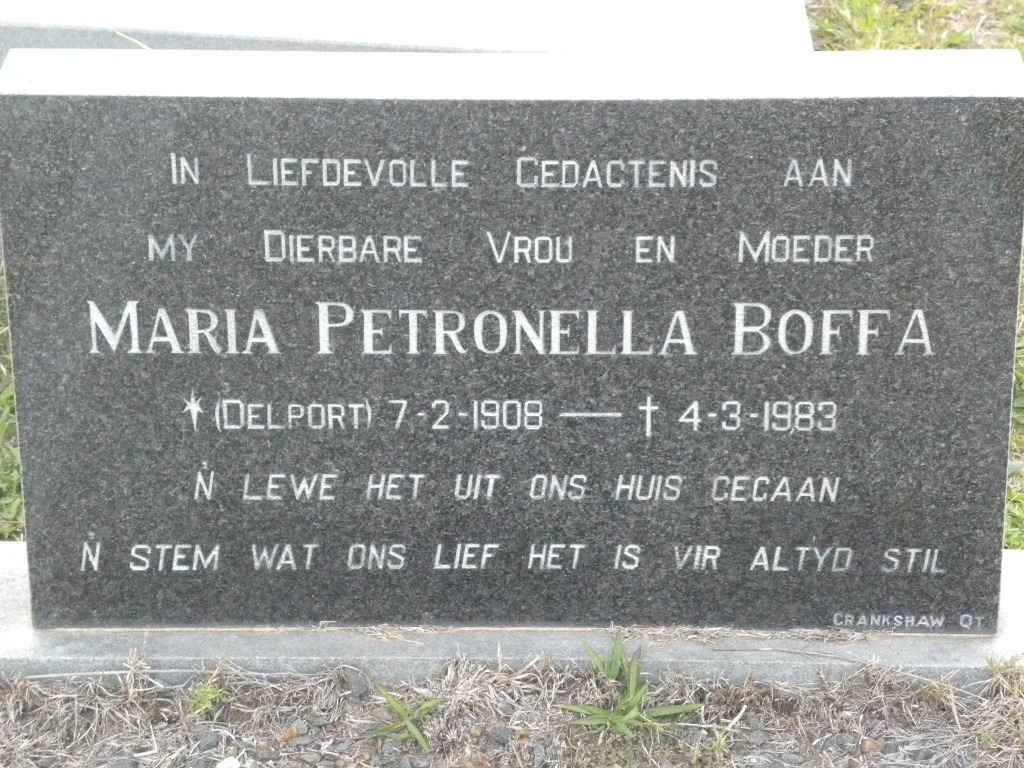 IN LIEFDEVOLLE GEDAGTENIS AAN
MY DIERBARE VROU EN MOEDER
MARIA PETRONELLA BOFFA
* (DELPORT) 7-2-1908 — † 4-3-1983
'N LEWE HET UIT ONS HUIS GEGAAN
'N STEM WAT ONS LIEF HET IS VIR ALTYD STIL
CRANKSHAW QT